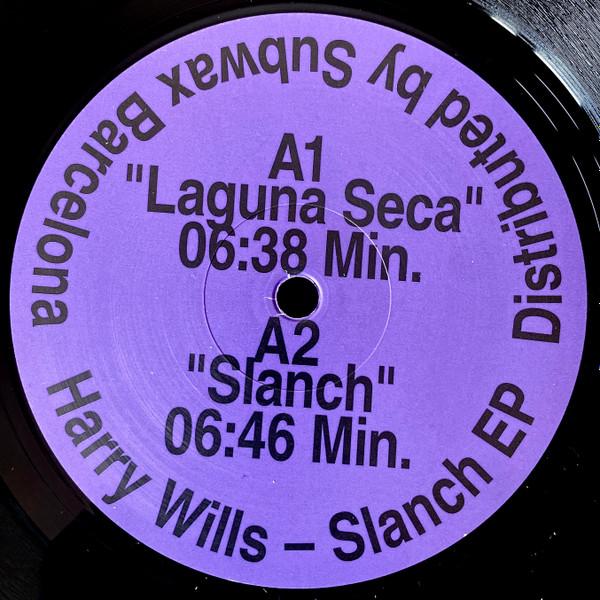 A1
"Laguna Seca"
06:38 Min.
A2
"Slanch"
06:46 Min.
Harry Wills – Slanch EP
Distributed by Subwax Barcelona